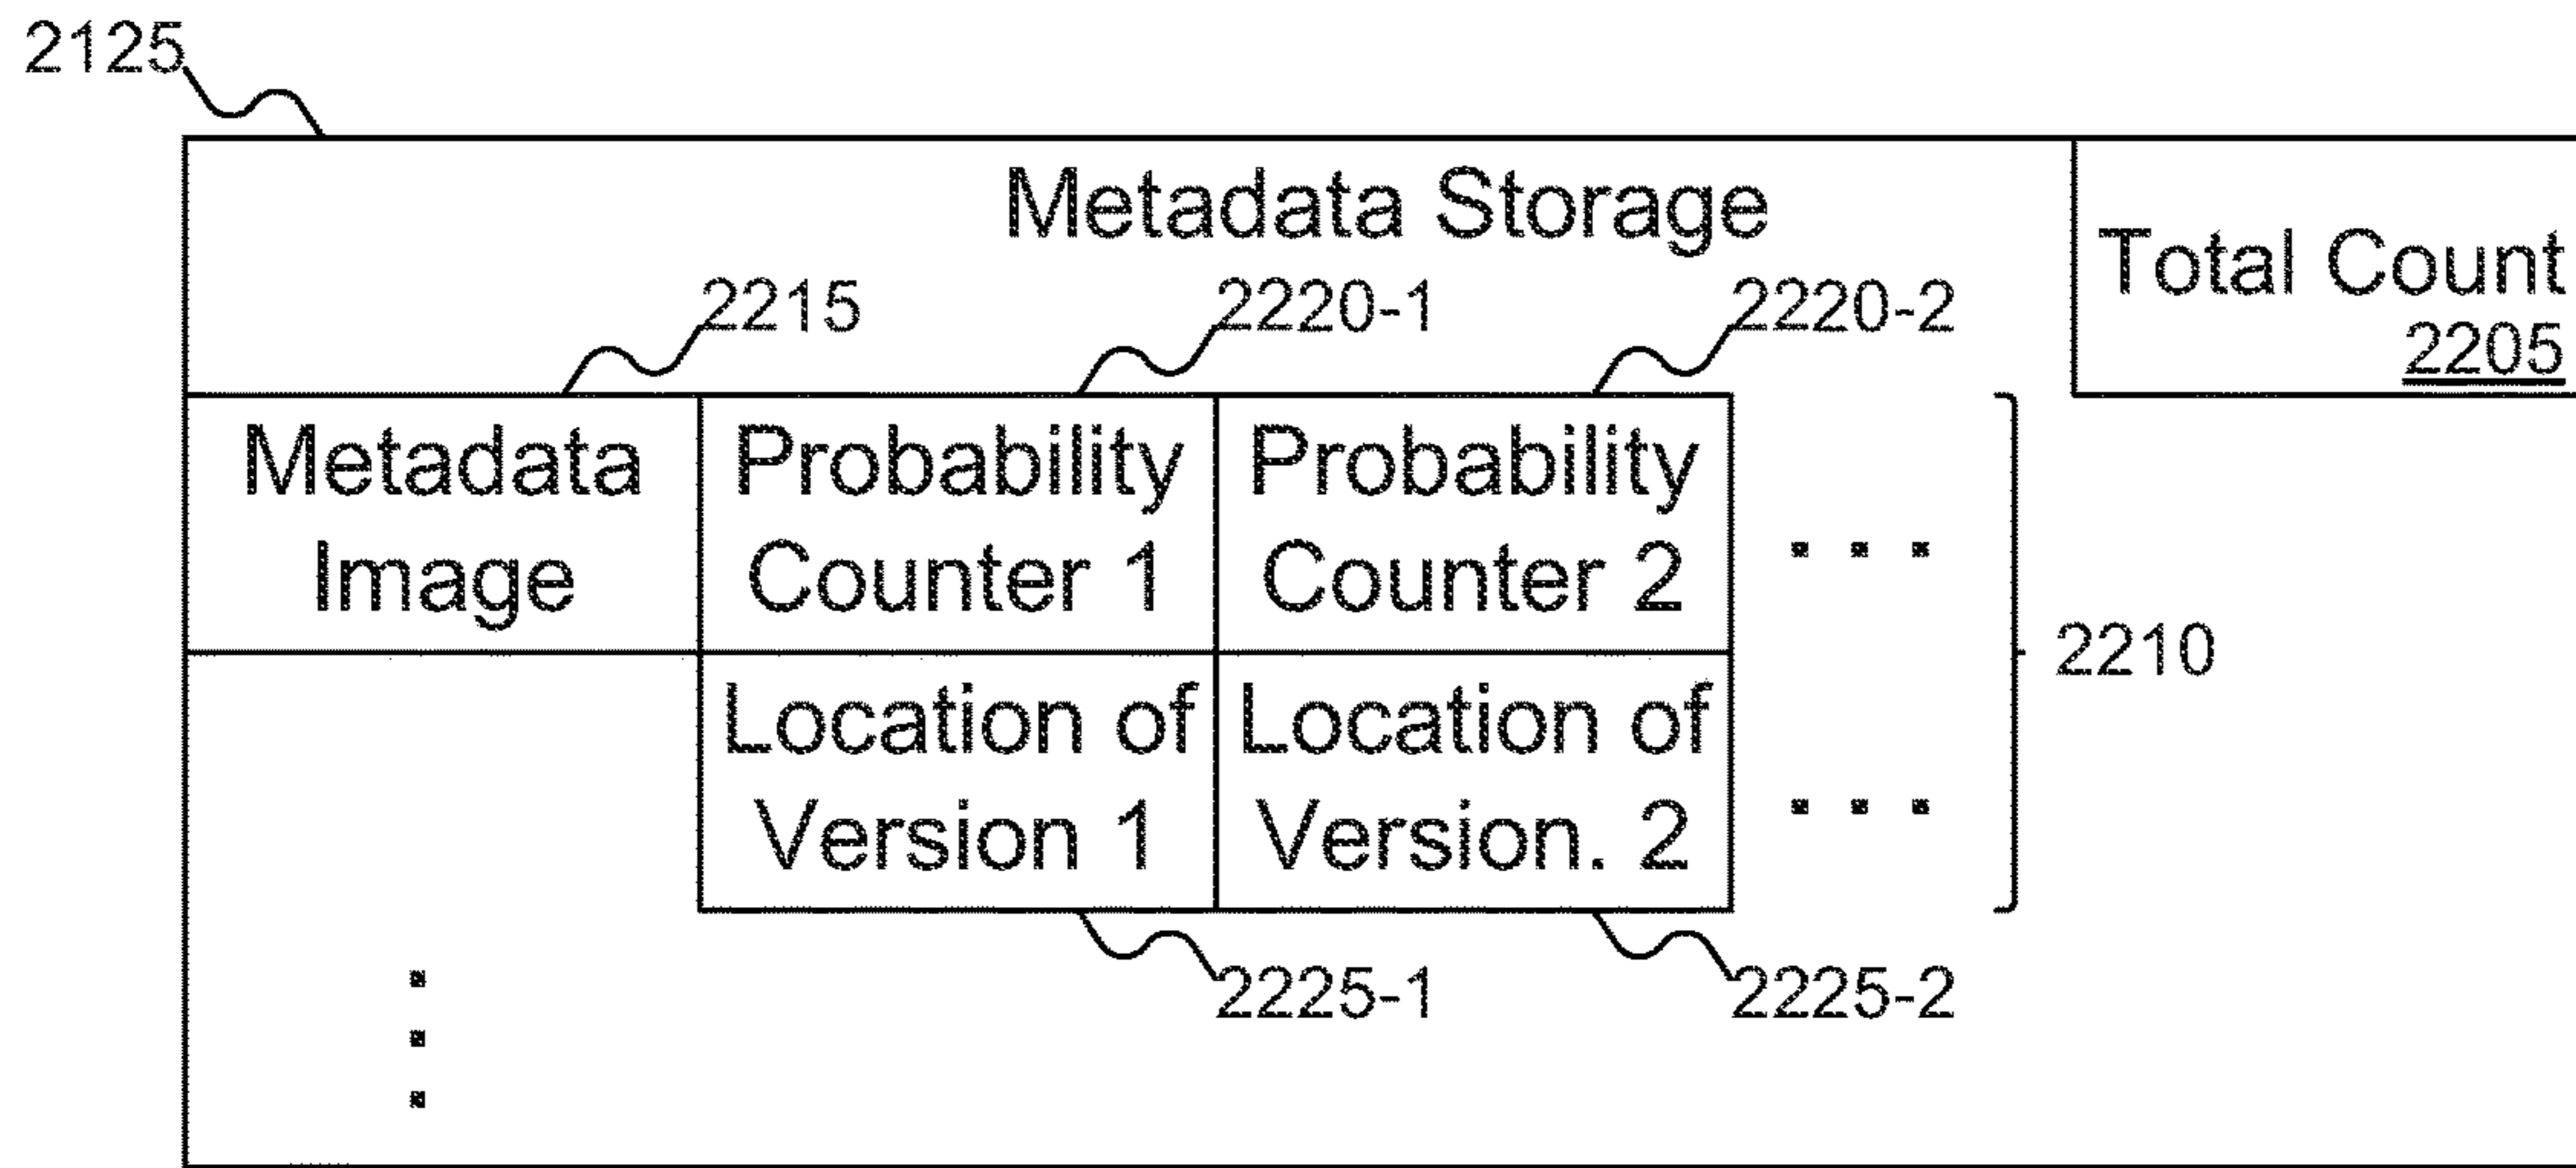 2125
Metadata Storage
Total Count
2205
2215
2220-1
2220-2
Metadata
Image
Probability
Counter 1
Probability
Counter 2
. . .
2210
Location of
Version 1
Location of
Version. 2
. . .
2225-1
2225-2